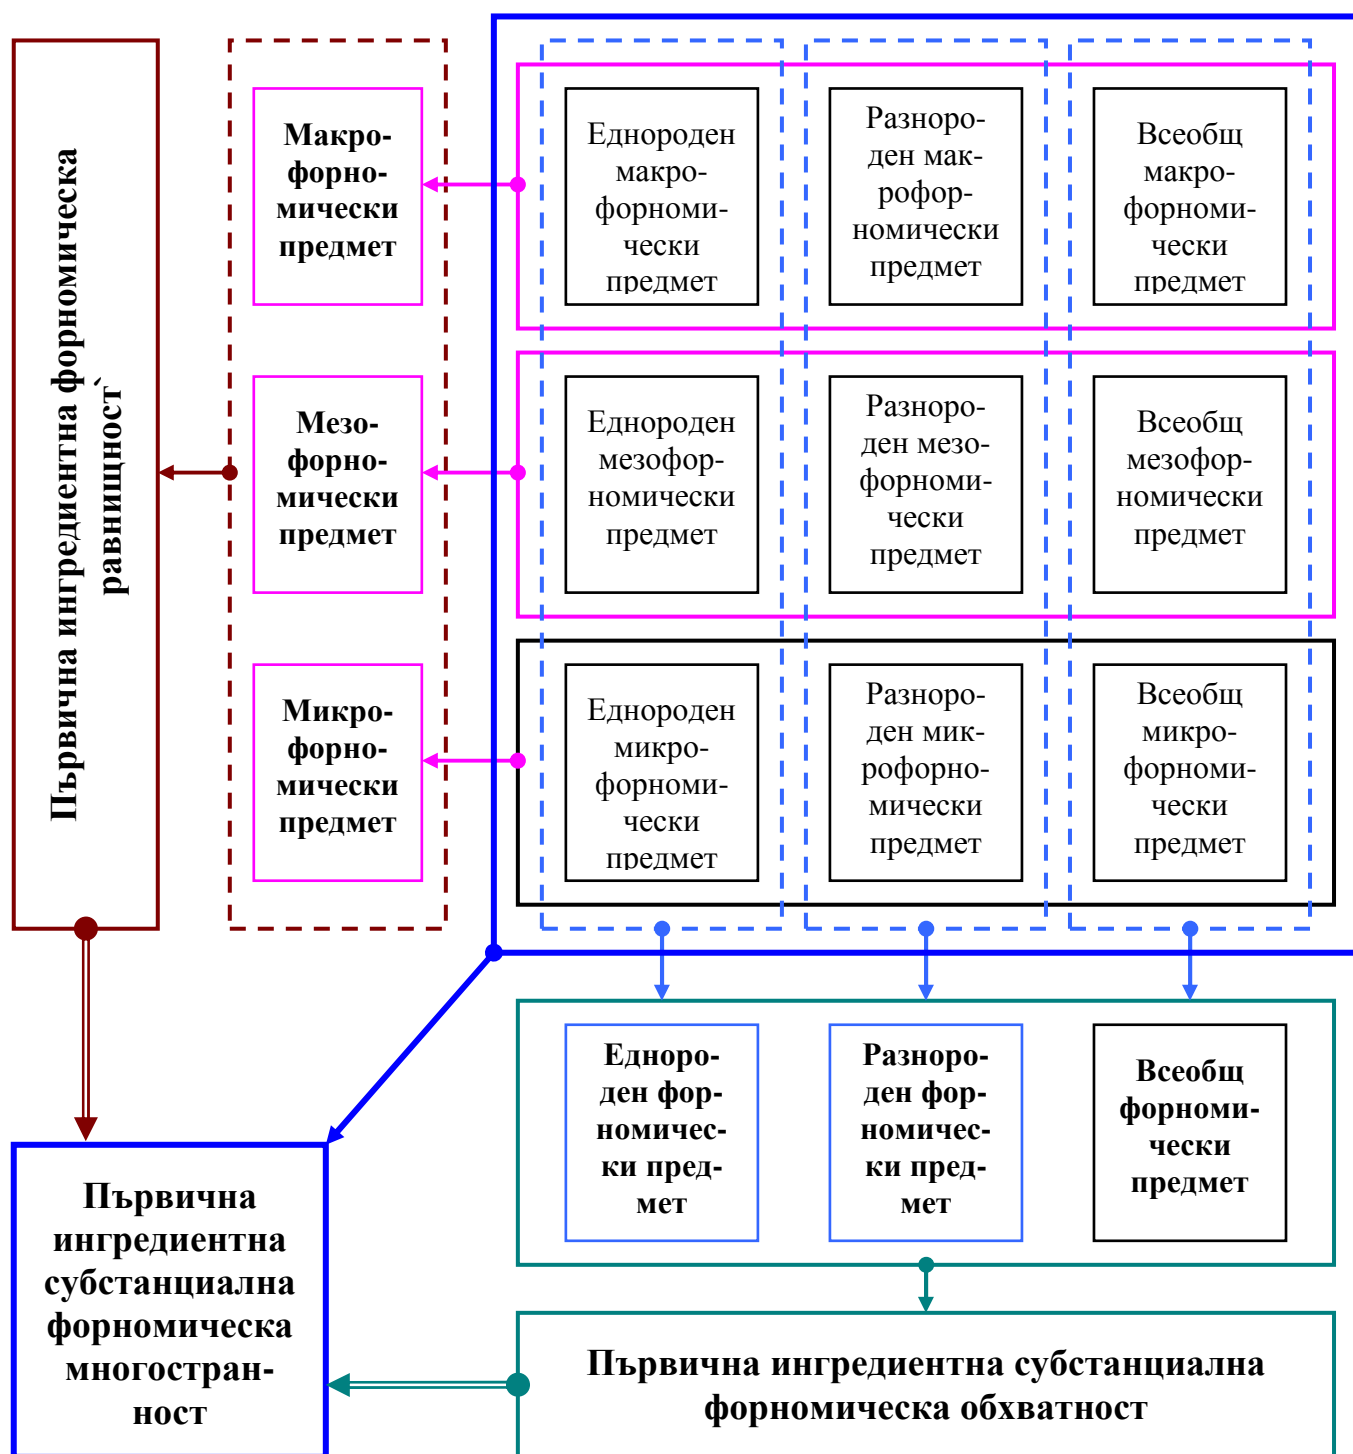 Първична ингредиентна форномическа
равнищност`
Макро-
форно-
мически
предмет
Еднороден
макро-
форноми-
чески
предмет
Разноро-
ден мак-
рофор-
номически
предмет
Всеобщ
макро-
форноми-
чески
предмет
Мезо-
форно-
мически
предмет
Еднороден
мезофор-
номически
предмет
Разноро-
ден мезо-
форноми-
чески
предмет
Всеобщ
мезофор-
номически
предмет
Микро-
форно-
мически
предмет
Еднороден
микро-
форноми-
чески
предмет
Разноро-
ден мик-
рофорно-
мически
предмет
Всеобщ
микро-
форноми-
чески
предмет
Едноро-
ден фор-
номичес-
ки пред-
мет
Разноро-
ден фор-
номичес-
ки пред-
мет
Всеобщ
форноми-
чески
предмет
Първична
ингредиентна
субстанциална
форномическа
многостран-
ност
Първична ингредиентна субстанциална
форномическа обхватност